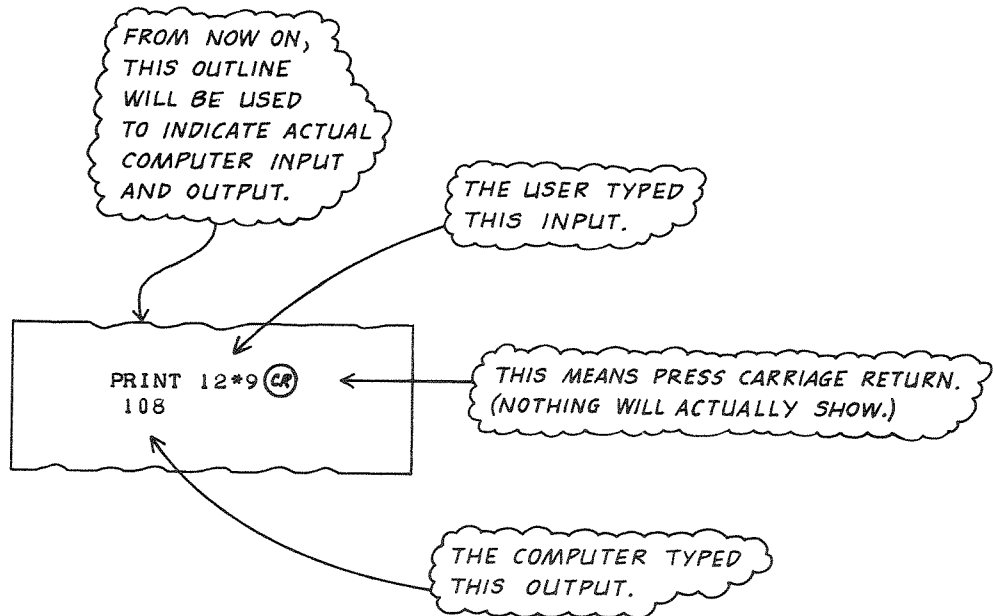 FROM NOW ON,
THIS OUTLINE
WILL BE USED
TO INDICATE ACTUAL
COMPUTER INPUT
AND OUTPUT.
THE USER TYPED
THIS INPUT.
PRINT 12*9 CR
108
THIS MEANS PRESS CARRIAGE RETURN.
(NOTHING WILL ACTUALLY SHOW.)
THE COMPUTER TYPED
THIS OUTPUT.